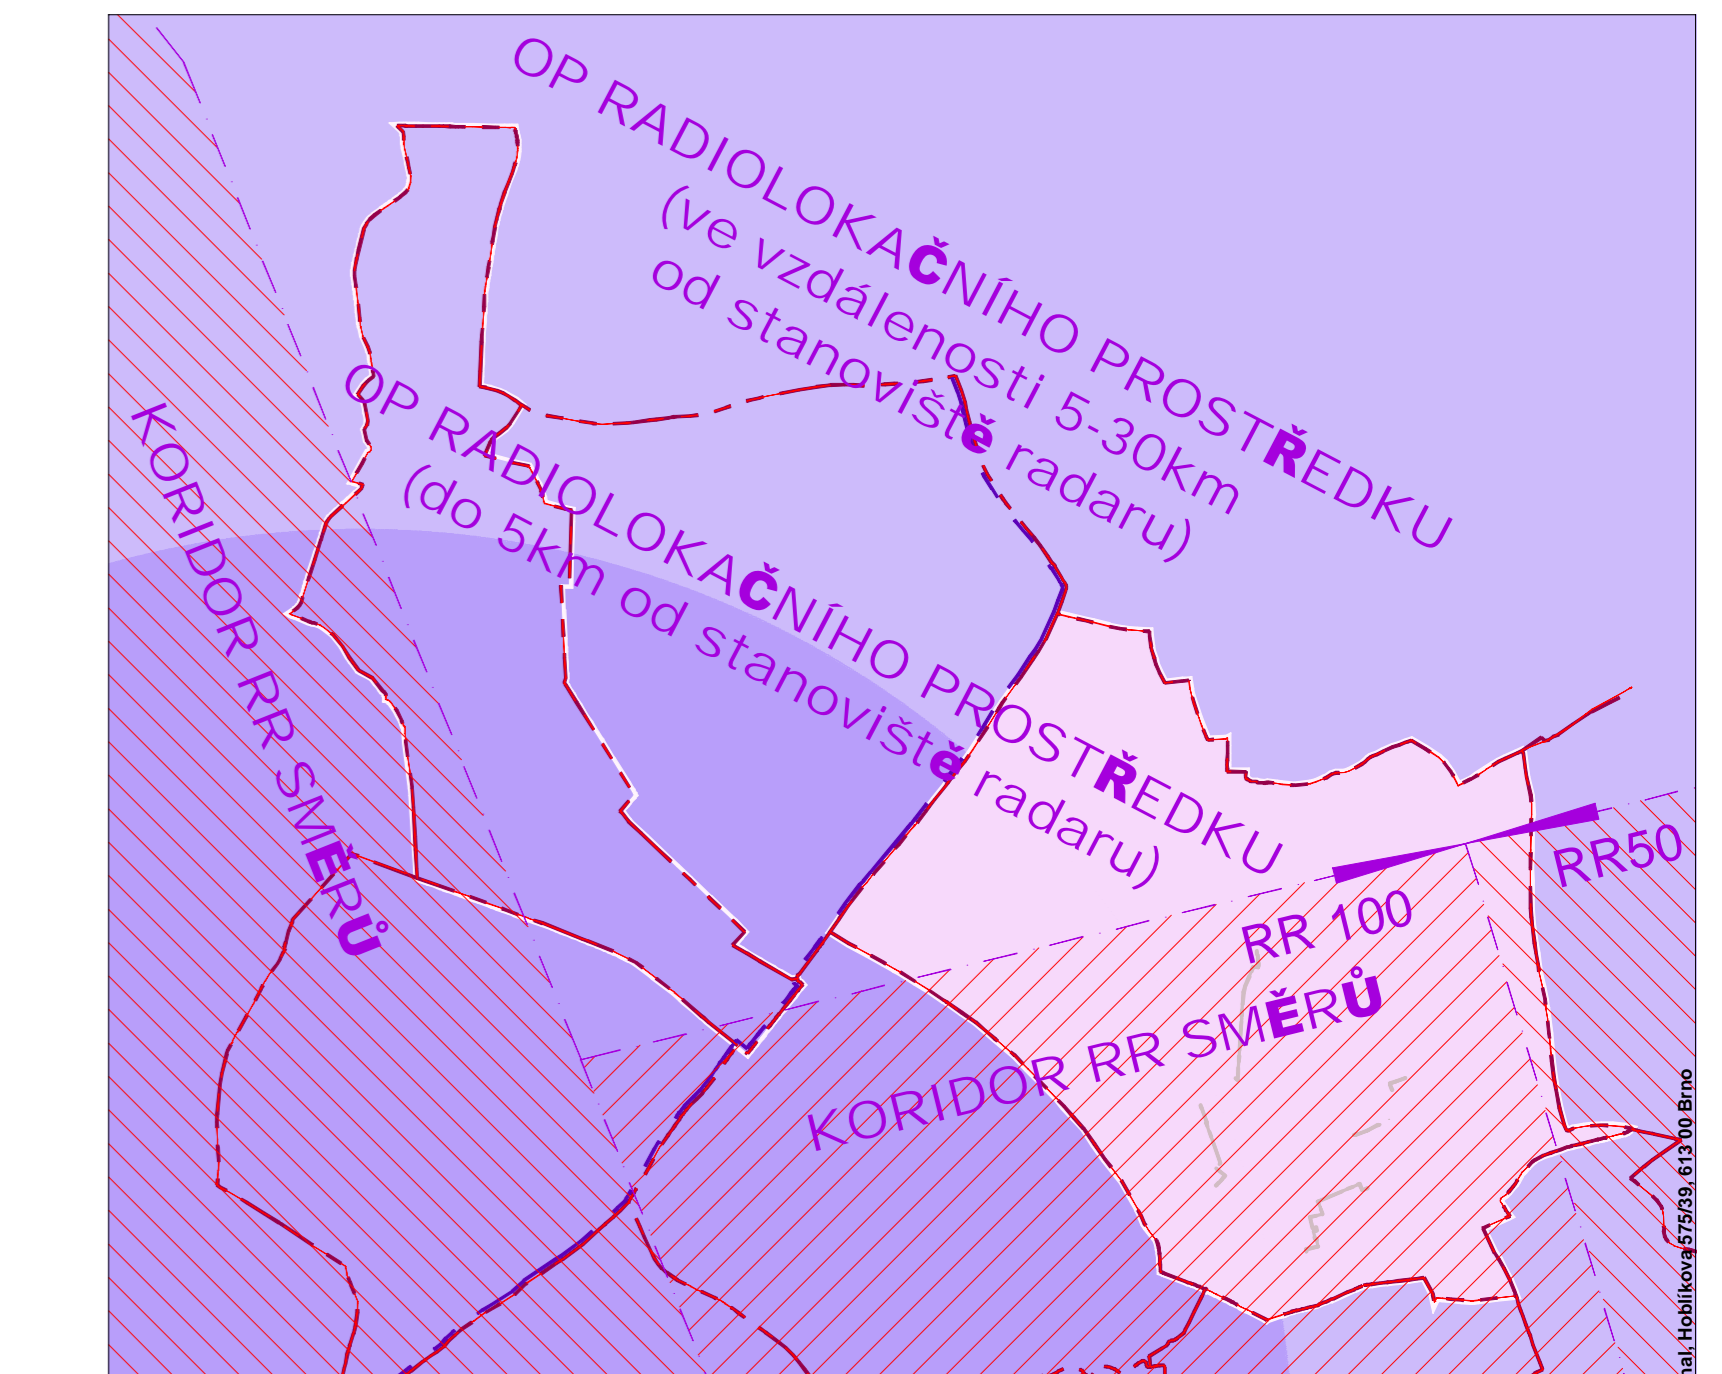 OP RADIOLOKAČNÍHO PROSTŘEDKU
(ve vzdálenosti 5-30km
od stanoviště radaru)
OP RADIOLOKAČNÍHO PROSTŘEDKU
(do 5km od stanoviště radaru)
KORIDOR RR SMĚRŮ
RR50
RR 100
KORIDOR RR SMĚRŮ
nal, Hoblíkova 575/39, 613 00 Brno